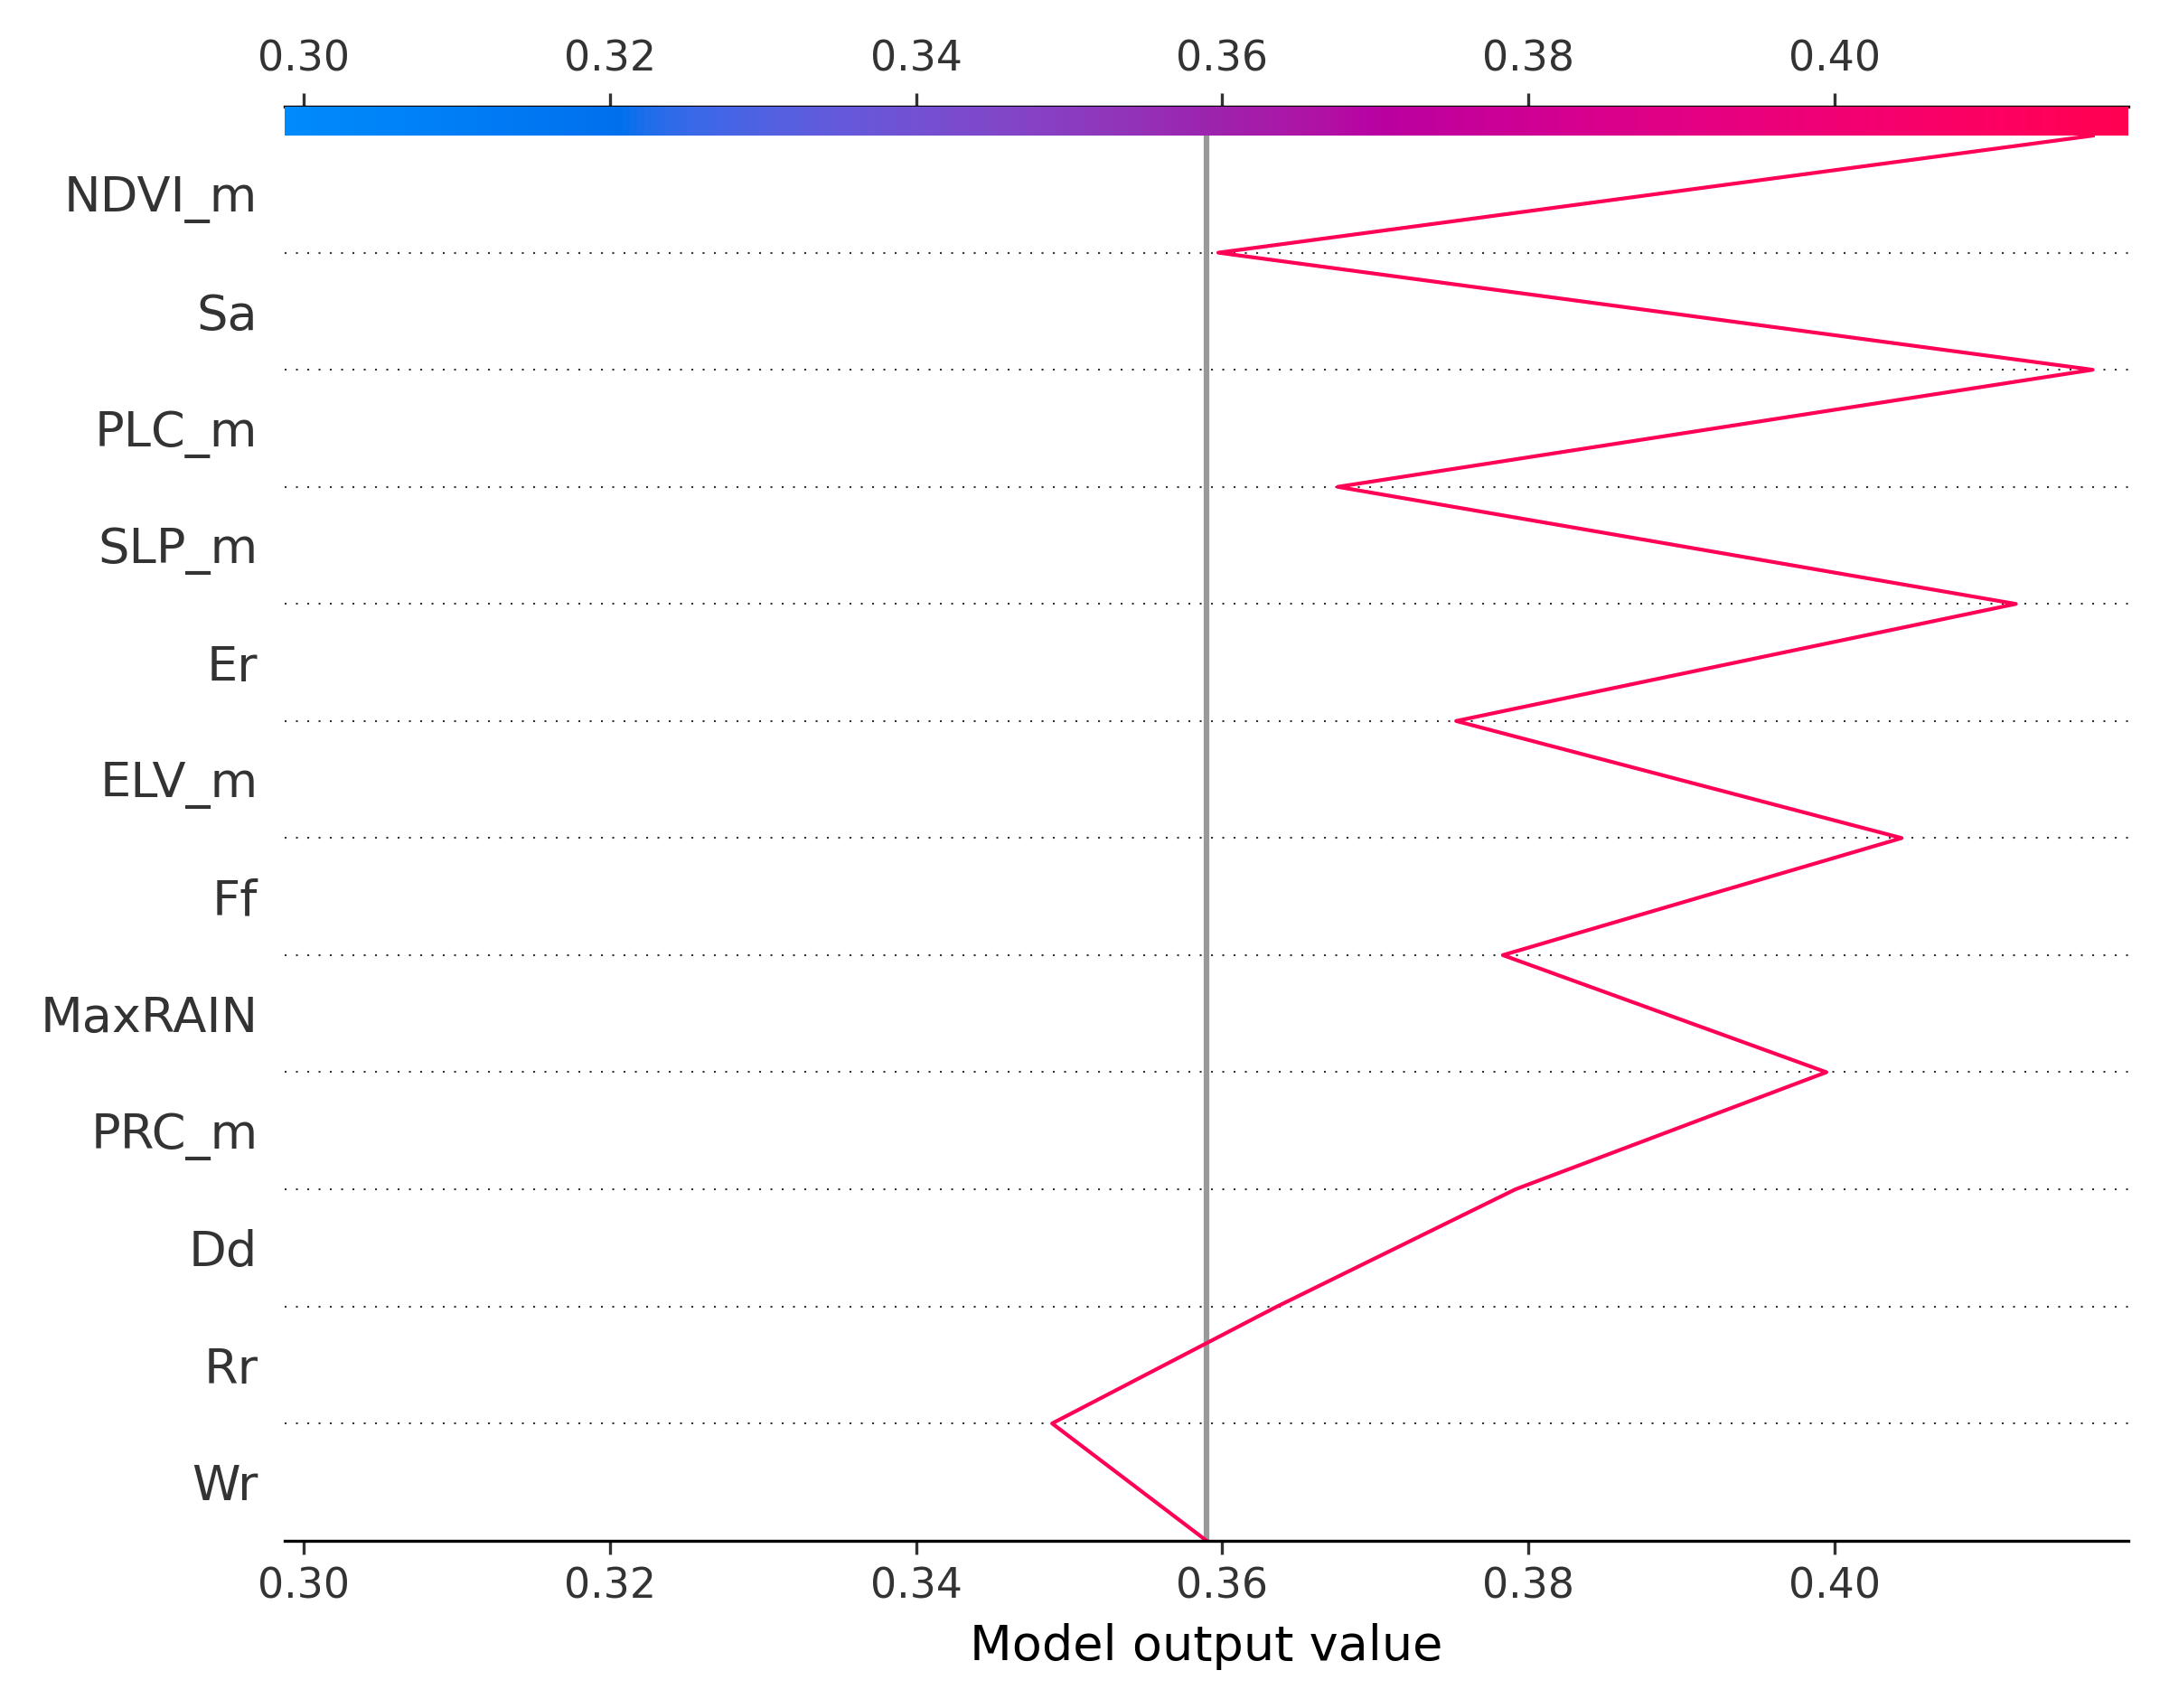 0.30 0.32 0.34 0.36 0.38 0.40
NDVI_m
Sa
PLC_m
SLP_m
Er
ELV_m
Ff
MaxRAIN
PRC_m
Dd
Rr
Wr
0.30 0.32 0.34 0.36 0.38 0.40
Model output value